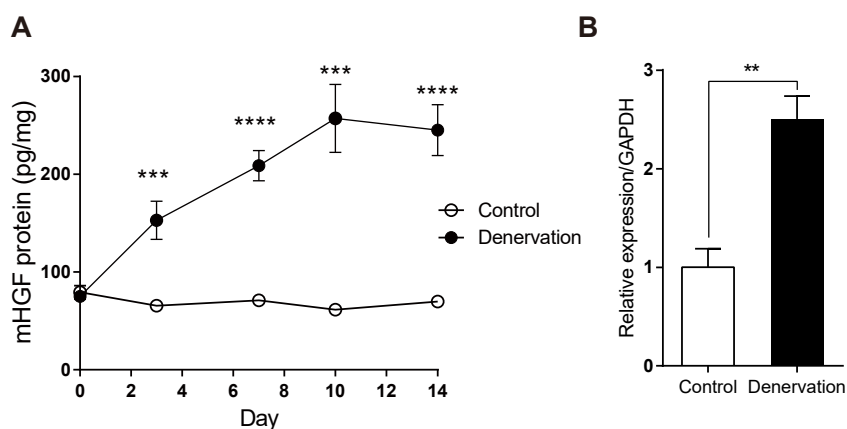 A
mHGF protein (pg/mg)
300
200
100
0
***
****
***
****
Control
Denervation
0 2 4 6 8 10 12 14
Day
B
Relative expression/GAPDH
3
2
1
0
**
Control Denervation